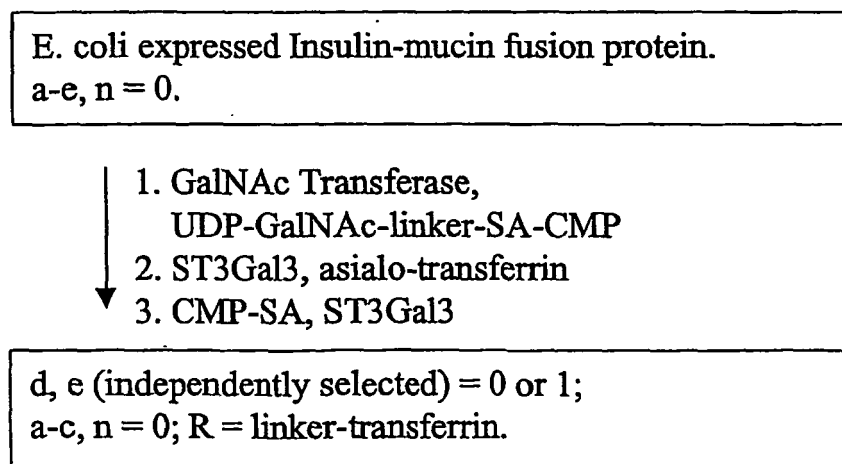 E. coli expressed Insulin-mucin fusion protein.
a-e, n = 0.
1. GalNAc Transferase,
UDP-GalNAc-linker-SA-CMP
2. ST3Gal3, asialo-transferrin
3. CMP-SA, ST3Gal3
d, e (independently selected) = 0 or 1;
a-c, n = 0; R = linker-transferrin.